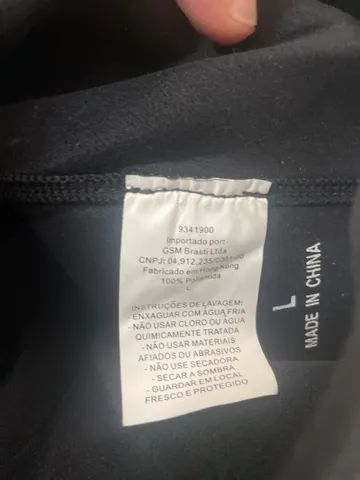 9341900
Importado por:
GSM Brasti Ltda
CNPJ: 04,912,235/0001-
Fabricado em Hong Kong
100% Poliamida
L
INSTRUÇÕES DE LAVAGEM:
- ENXAGUAR COM ÁGUA FRIA
- NÃO USAR CLORO OU ÁGUA
QUIMICAMENTE TRATADA
- NÃO USAR MATERIAIS
AFIADOS OU ABRASIVOS
- NÃO USE SECADORA
- SECAR A SOMBRA
- GUARDAR EM LOCAL
FRESCO E PROTEGIDO
L
MADE IN CHINA